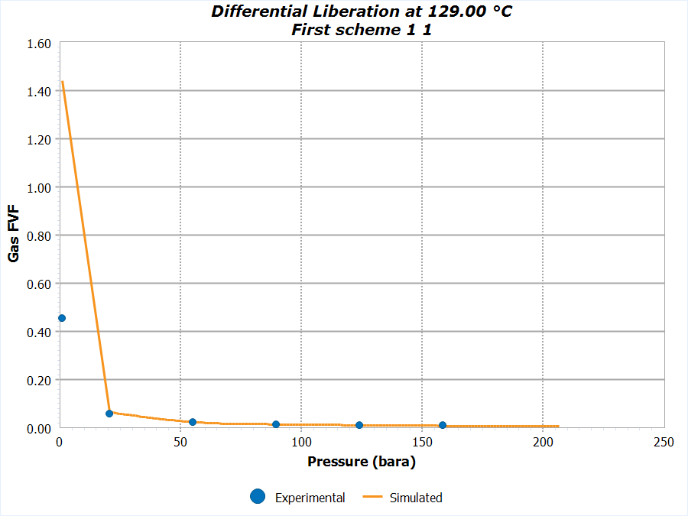 Differential Liberation at 129.00 °C
First scheme 1 1
1.60
1.40
1.20
1.00
0.80
0.60
0.40
0.20
0.00
Gas FVF
0 50 100 150 200 250
Pressure (bara)
Experimental Simulated